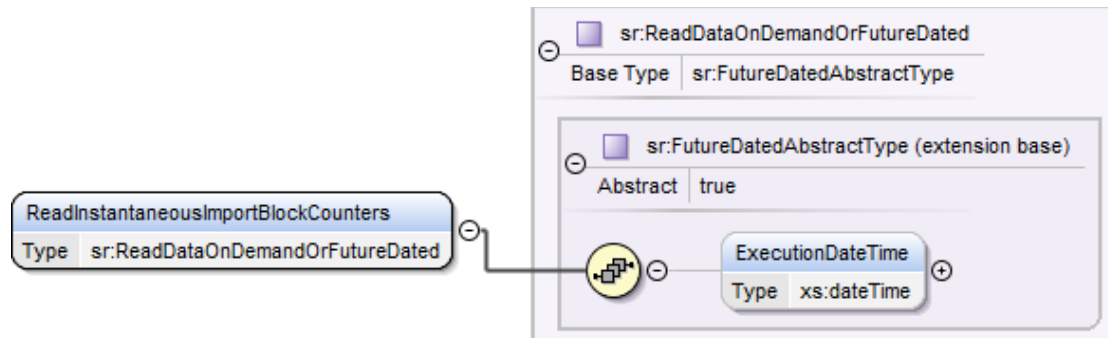 sr:ReadDataOnDemandOrFutureDated
Base Type sr:FutureDatedAbstractType
sr:FutureDatedAbstractType (extension base)
Abstract true
ReadInstantaneousImportBlockCounters
Type sr:ReadDataOnDemandOrFutureDated
ExecutionDateTime
Type xs:dateTime